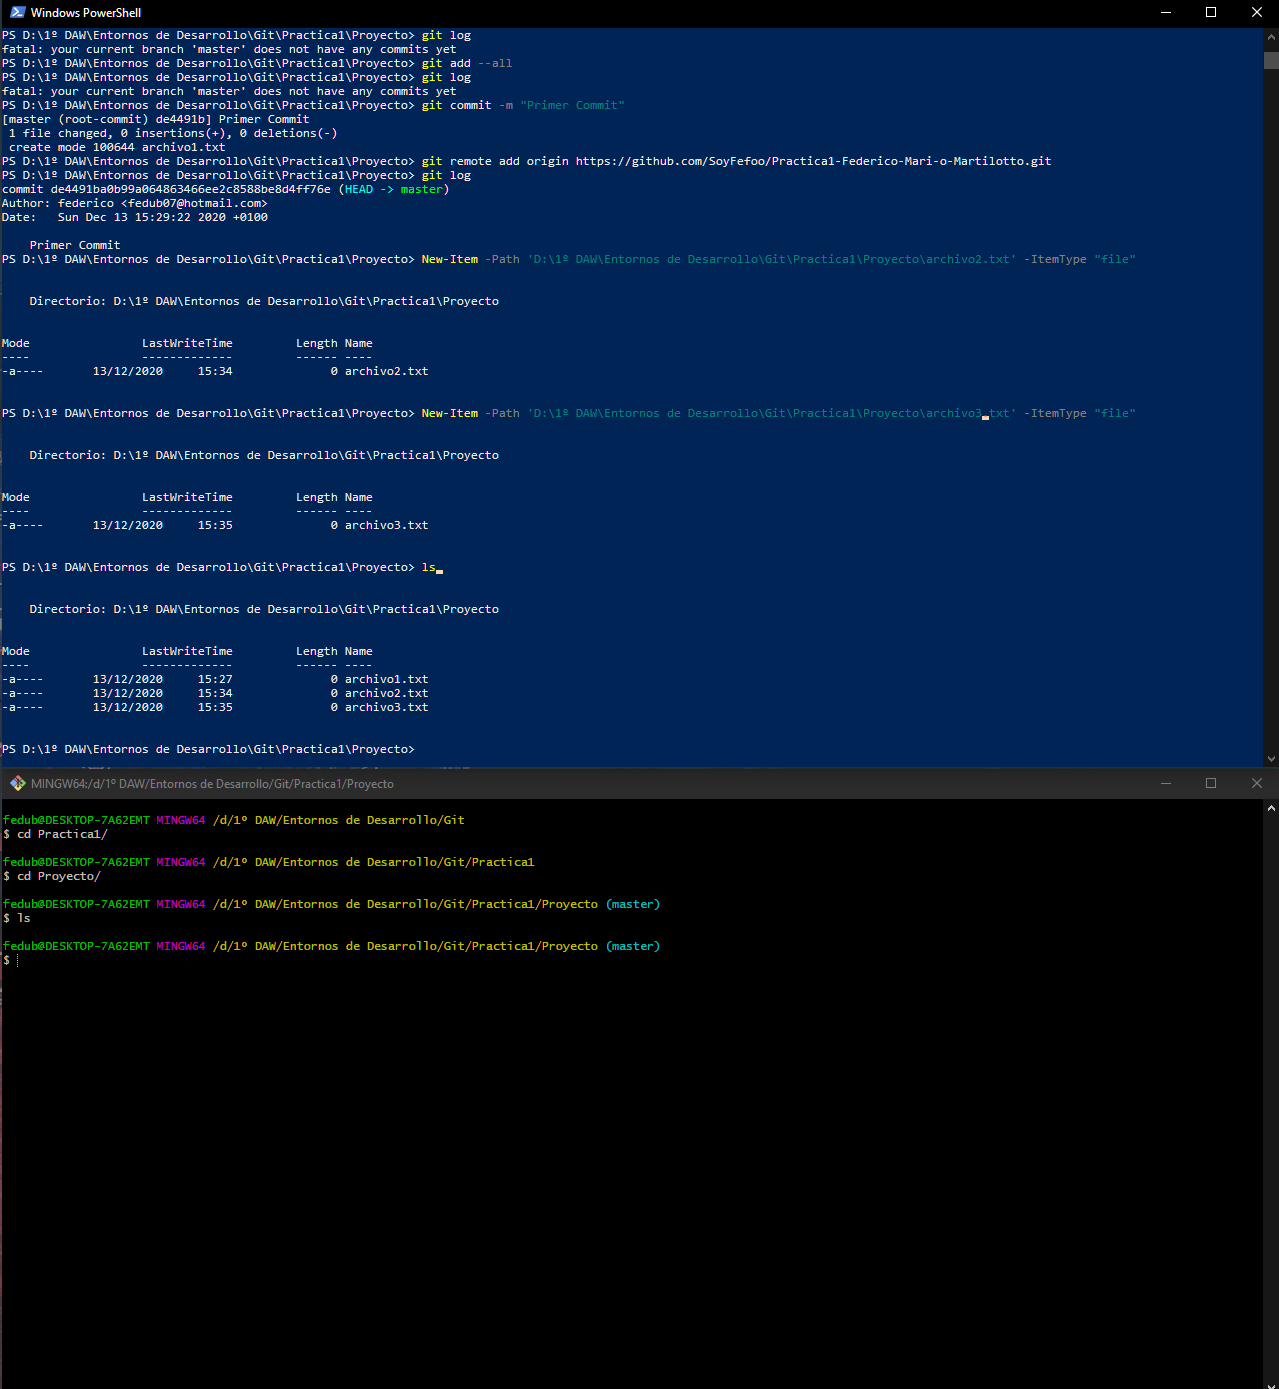 Windows PowerShell
PS D:\1º DAW\Entornos de Desarrollo\Git\Practica1\Proyecto> git log
fatal: your current branch 'master' does not have any commits yet
PS D:\1º DAW\Entornos de Desarrollo\Git\Practica1\Proyecto> git add --all
PS D:\1º DAW\Entornos de Desarrollo\Git\Practica1\Proyecto> git log
fatal: your current branch 'master' does not have any commits yet
PS D:\1º DAW\Entornos de Desarrollo\Git\Practica1\Proyecto> git commit -m "Primer Commit"
[master (root-commit) de4491b] Primer Commit
 1 file changed, 0 insertions(+), 0 deletions(-)
 create mode 100644 archivo1.txt
PS D:\1º DAW\Entornos de Desarrollo\Git\Practica1\Proyecto> git remote add origin https://github.com/SoyFefoo/Practica1-Federico-Mari-o-Martilotto.git
PS D:\1º DAW\Entornos de Desarrollo\Git\Practica1\Proyecto> git log
commit de4491ba0b99a064863466ee2c8588be8d4ff76e (HEAD -> master)
Author: federico <fedub07@hotmail.com>
Date:   Sun Dec 13 15:29:22 2020 +0100
    Primer Commit
PS D:\1º DAW\Entornos de Desarrollo\Git\Practica1\Proyecto> New-Item -Path 'D:\1º DAW\Entornos de Desarrollo\Git\Practica1\Proyecto\archivo2.txt' -ItemType "file"
    Directorio: D:\1º DAW\Entornos de Desarrollo\Git\Practica1\Proyecto
Mode                LastWriteTime         Length Name
----                -------------         ------ ----
-a----       13/12/2020     15:34              0 archivo2.txt
PS D:\1º DAW\Entornos de Desarrollo\Git\Practica1\Proyecto> New-Item -Path 'D:\1º DAW\Entornos de Desarrollo\Git\Practica1\Proyecto\archivo3.txt' -ItemType "file"
    Directorio: D:\1º DAW\Entornos de Desarrollo\Git\Practica1\Proyecto
Mode                LastWriteTime         Length Name
----                -------------         ------ ----
-a----       13/12/2020     15:35              0 archivo3.txt
PS D:\1º DAW\Entornos de Desarrollo\Git\Practica1\Proyecto> ls
    Directorio: D:\1º DAW\Entornos de Desarrollo\Git\Practica1\Proyecto
Mode                LastWriteTime         Length Name
----                -------------         ------ ----
-a----       13/12/2020     15:27              0 archivo1.txt
-a----       13/12/2020     15:34              0 archivo2.txt
-a----       13/12/2020     15:35              0 archivo3.txt
PS D:\1º DAW\Entornos de Desarrollo\Git\Practica1\Proyecto>
MINGW64:/d/1º DAW/Entornos de Desarrollo/Git/Practica1/Proyecto
fedub@DESKTOP-7A62EMT MINGW64 /d/1º DAW/Entornos de Desarrollo/Git
$ cd Practica1/
fedub@DESKTOP-7A62EMT MINGW64 /d/1º DAW/Entornos de Desarrollo/Git/Practica1
$ cd Proyecto/
fedub@DESKTOP-7A62EMT MINGW64 /d/1º DAW/Entornos de Desarrollo/Git/Practica1/Proyecto (master)
$ ls
fedub@DESKTOP-7A62EMT MINGW64 /d/1º DAW/Entornos de Desarrollo/Git/Practica1/Proyecto (master)
$